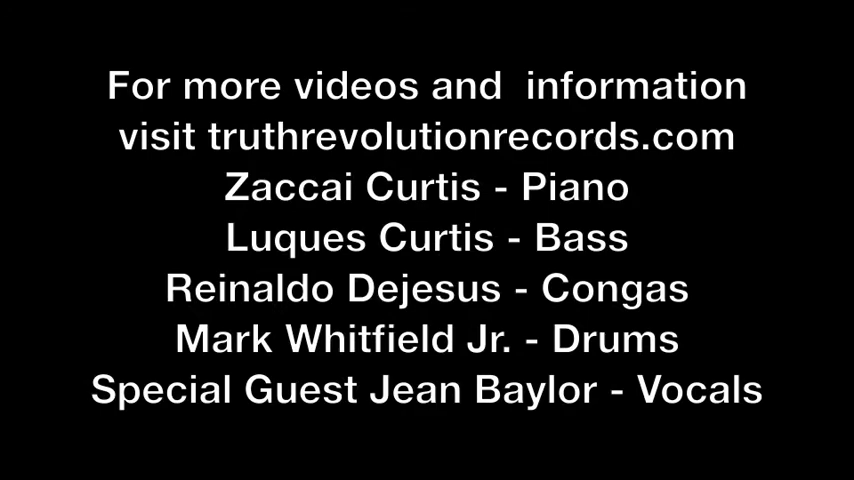 For more videos and  information
visit truthrevolutionrecords.com
Zaccai Curtis - Piano
Luques Curtis - Bass
Reinaldo Dejesus - Congas
Mark Whitfield Jr. - Drums
Special Guest Jean Baylor - Vocals